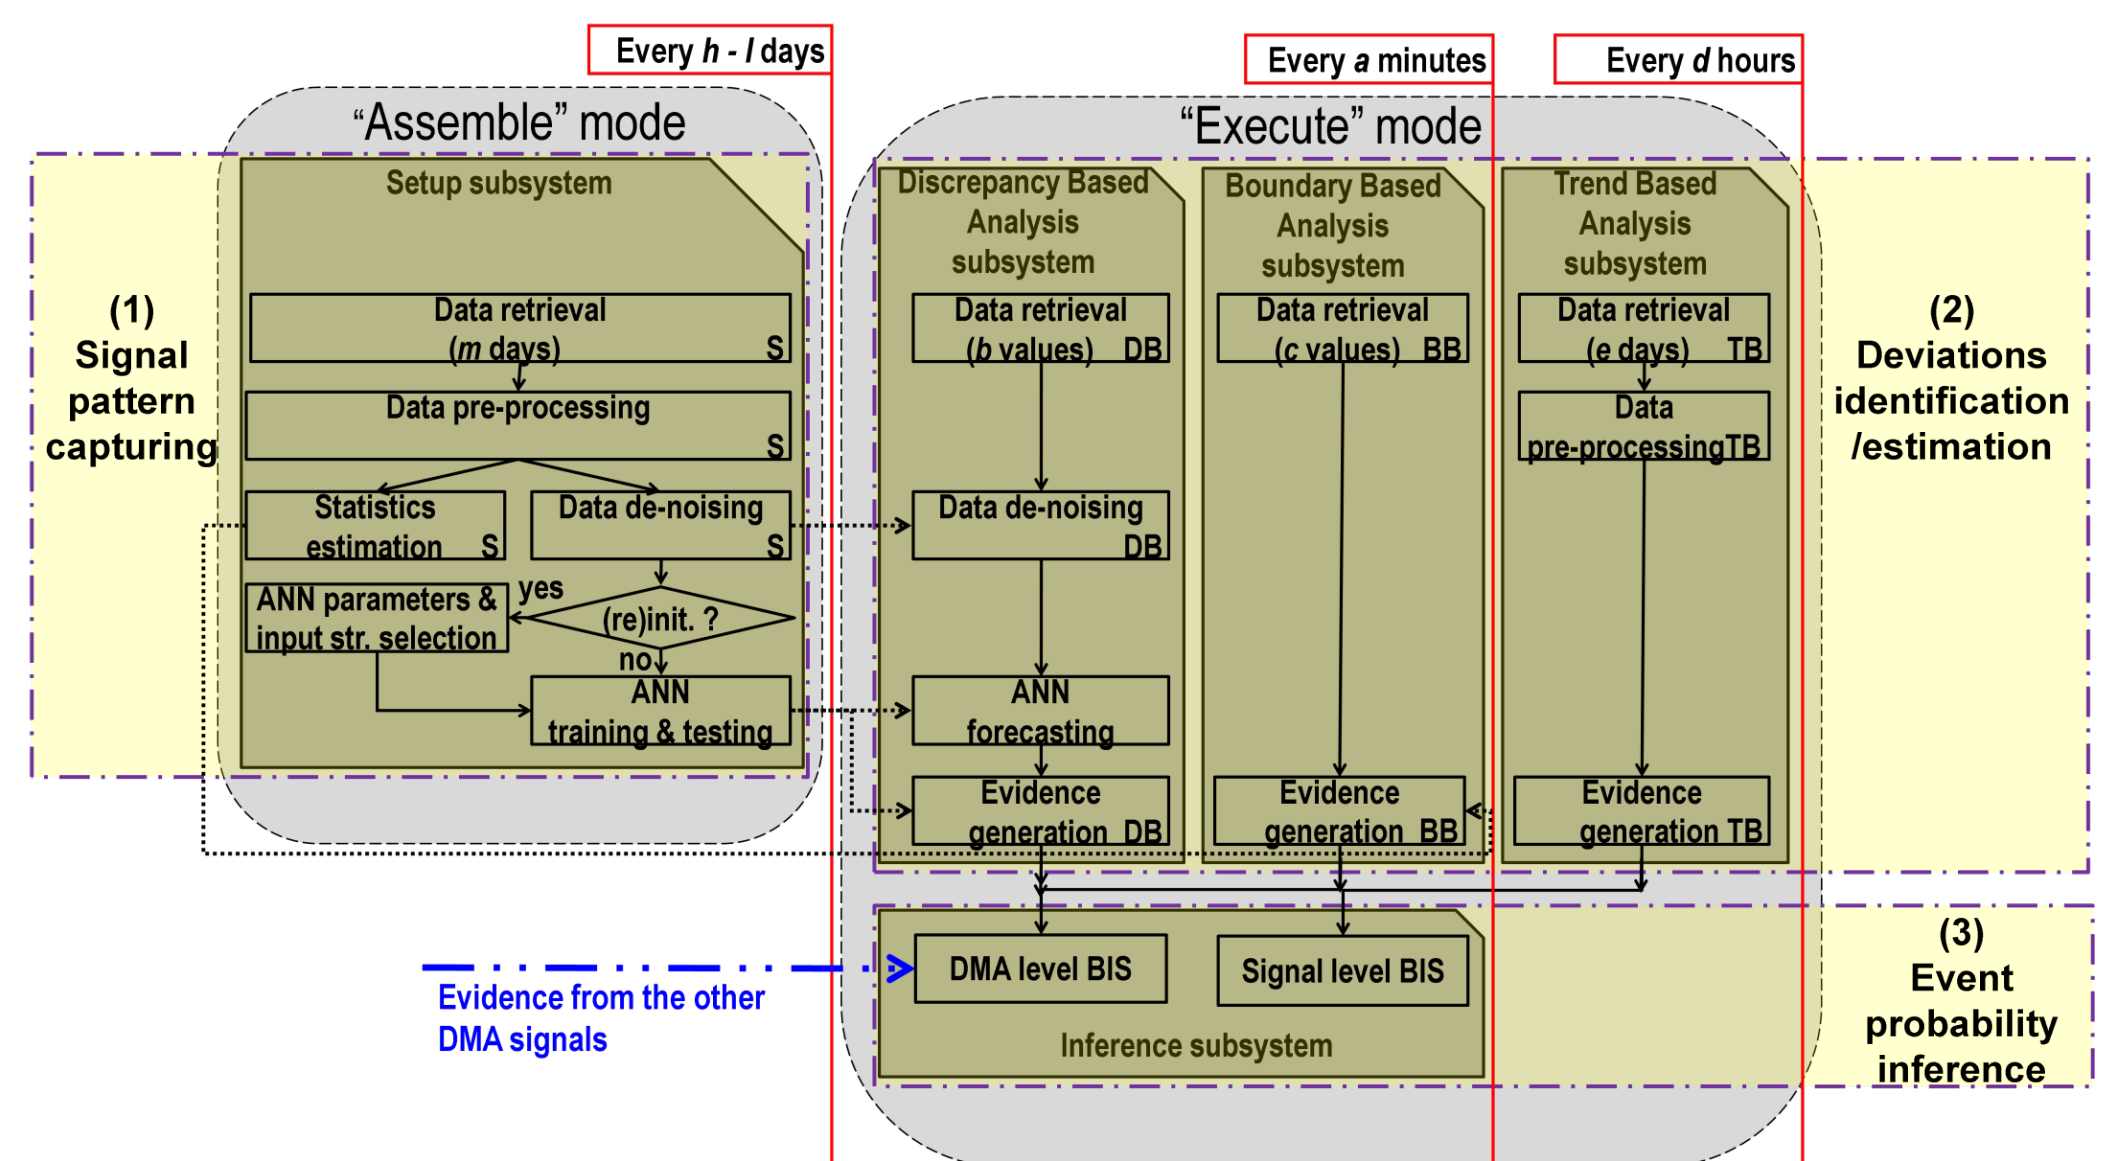 Every h - l days
Every a minutes
Every d hours
“Assemble” mode
“Execute” mode
(1)
Signal
pattern
capturing
Setup subsystem
Data retrieval
(m days) S
Data pre-processing
S
Statistics
estimation S
Data de-noising
S
ANN parameters &
input str. selection
yes
(re)init. ?
no
ANN
training & testing
Discrepancy Based
Analysis
subsystem
Data retrieval
(b values) DB
Data de-noising
DB
ANN
forecasting
Evidence
generation DB
Boundary Based
Analysis
subsystem
Data retrieval
(c values) BB
Evidence
generation BB
Trend Based
Analysis
subsystem
Data retrieval
(e days) TB
Data
pre-processingTB
Evidence
generation TB
(2)
Deviations
identification
/estimation
DMA level BIS
Signal level BIS
Inference subsystem
Evidence from the other
DMA signals
(3)
Event
probability
inference